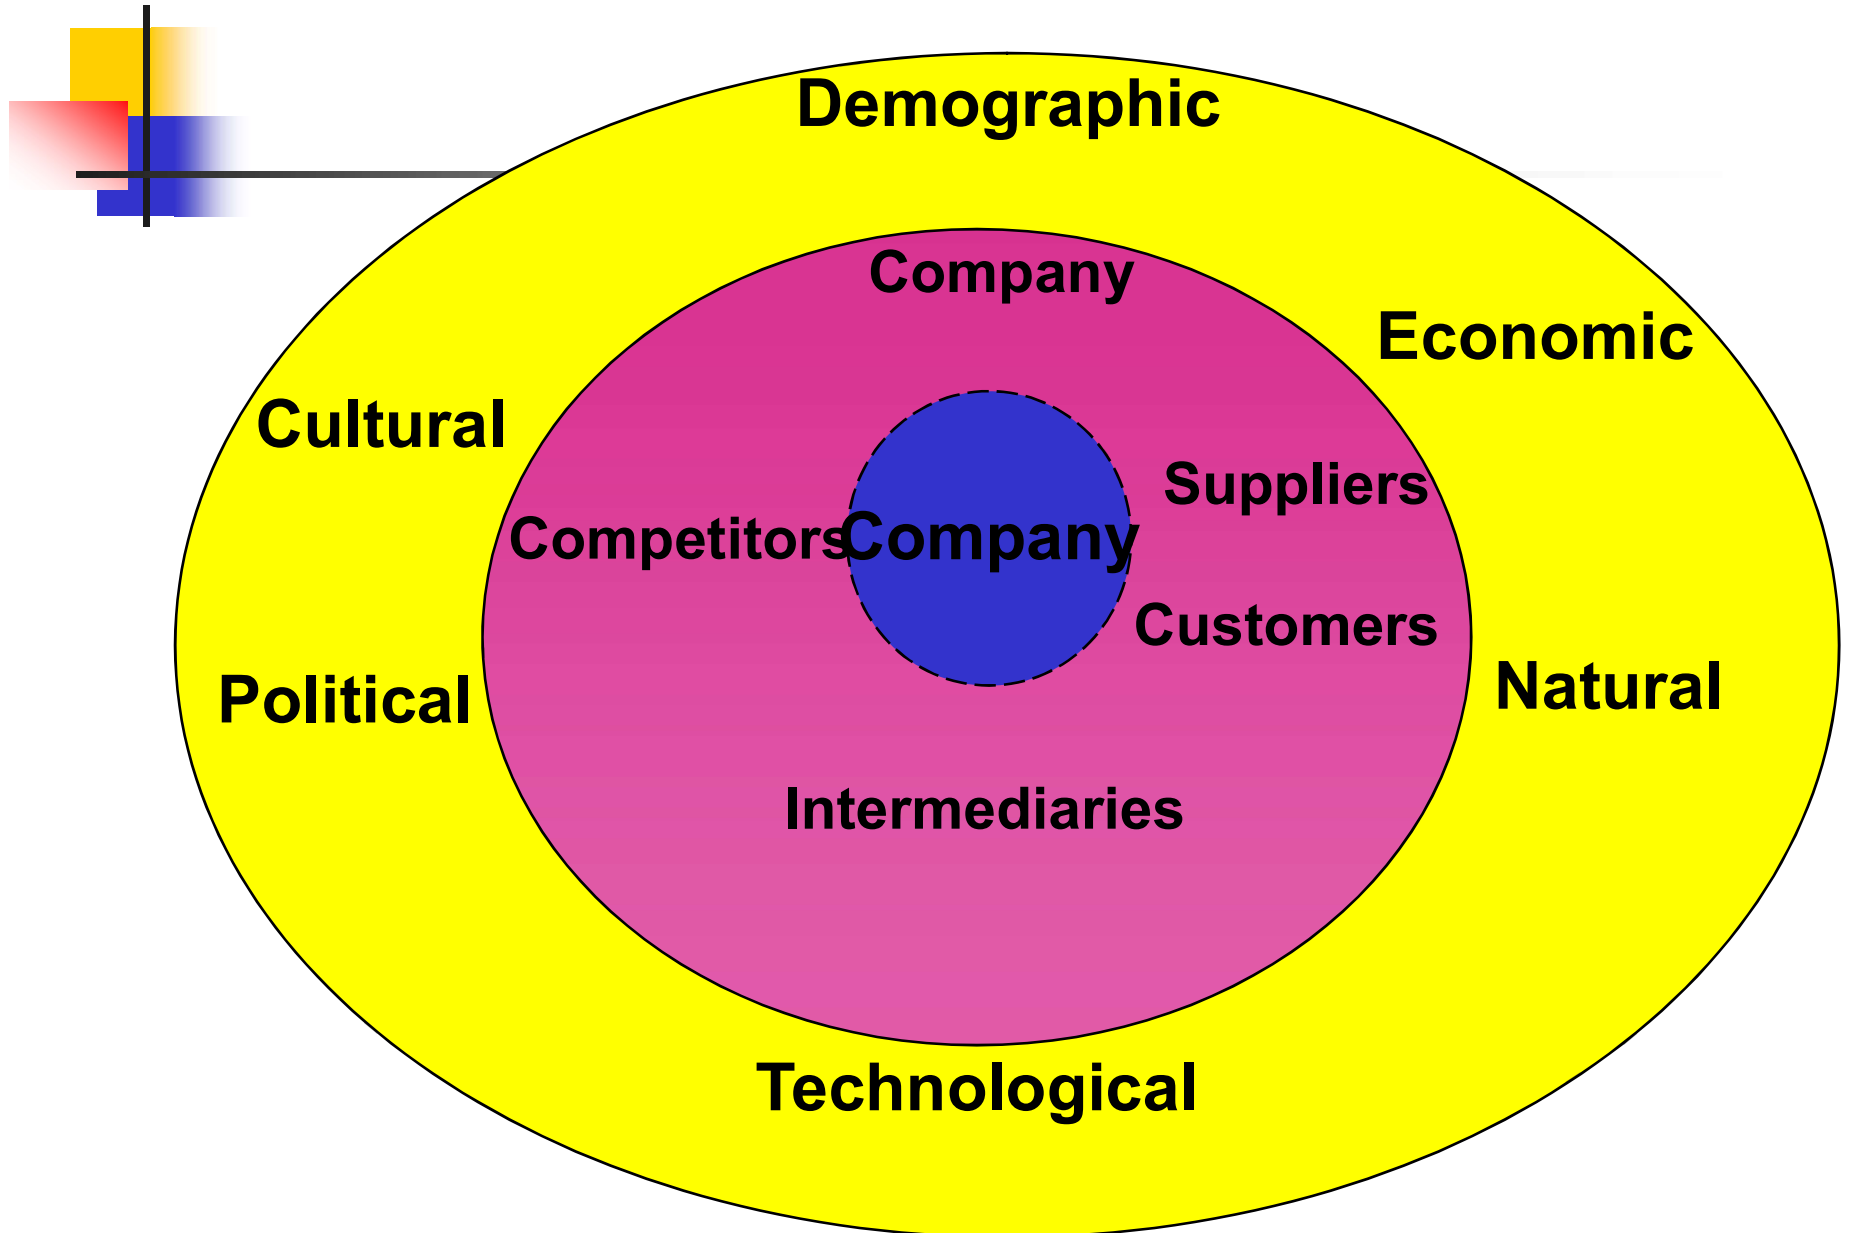 Demographic
Company
Economic
Cultural
Suppliers
Competitors
Company
Customers
Political
Natural
Intermediaries
Technological